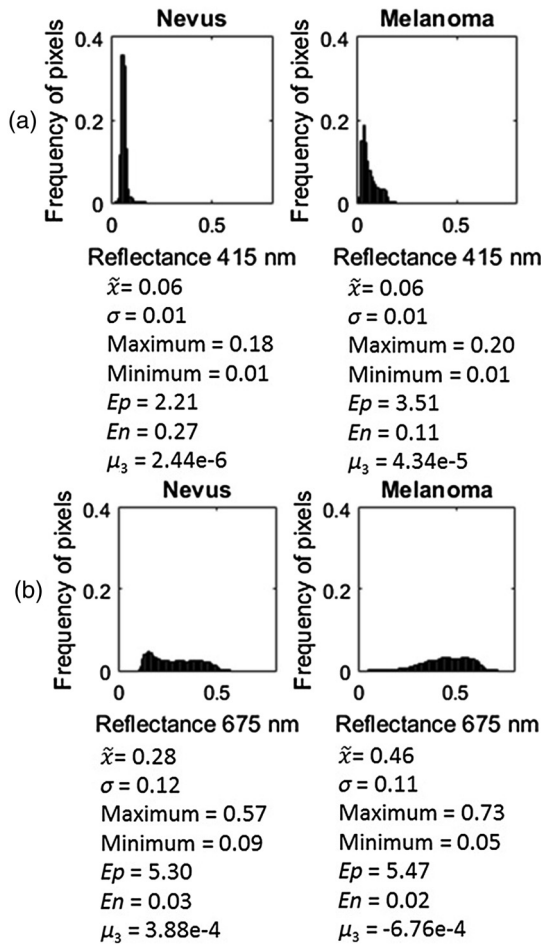 Nevus Melanoma
(a)
Frequency of pixels Frequency of pixels
0.4 0.4
0.2 0.2
0 0
0 0.5 0 0.5
Reflectance 415 nm Reflectance 415 nm
x̃= 0.06 x̃= 0.06
σ = 0.01 σ = 0.01
Maximum = 0.18 Maximum = 0.20
Minimum = 0.01 Minimum = 0.01
Ep = 2.21 Ep = 3.51
En = 0.27 En = 0.11
μ₃ = 2.44e-6 μ₃ = 4.34e-5
Nevus Melanoma
(b)
Frequency of pixels Frequency of pixels
0.4 0.4
0.2 0.2
0 0
0 0.5 0 0.5
Reflectance 675 nm Reflectance 675 nm
x̃= 0.28 x̃= 0.46
σ = 0.12 σ = 0.11
Maximum = 0.57 Maximum = 0.73
Minimum = 0.09 Minimum = 0.05
Ep = 5.30 Ep = 5.47
En = 0.03 En = 0.02
μ₃ = 3.88e-4 μ₃ = -6.76e-4